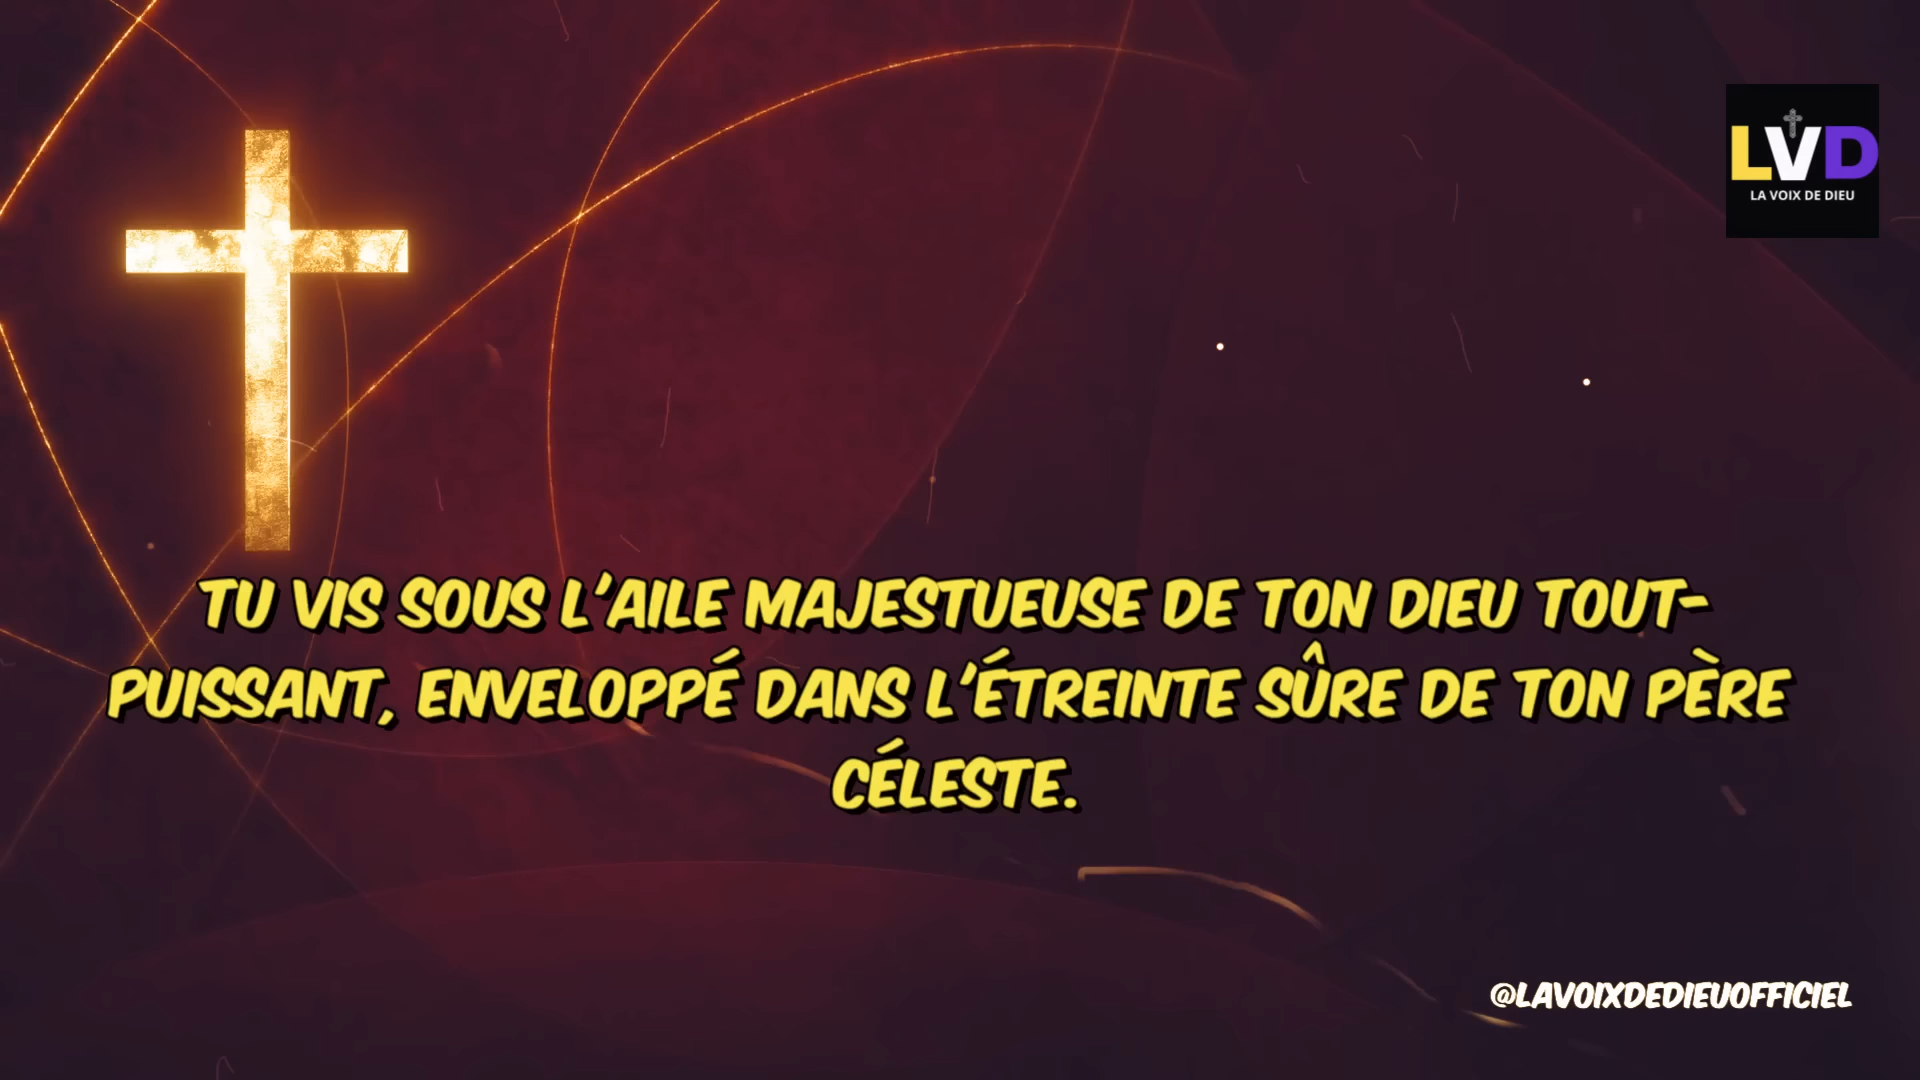 LVD
LA VOIX DE DIEU
TU VIS SOUS L'AILE MAJESTUEUSE DE TON DIEU TOUT-
PUISSANT, ENVELOPPÉ DANS L'ÉTREINTE SÛRE DE TON PÈRE
CÉLESTE.
@LAVOIXDEDIEUOFFICIEL